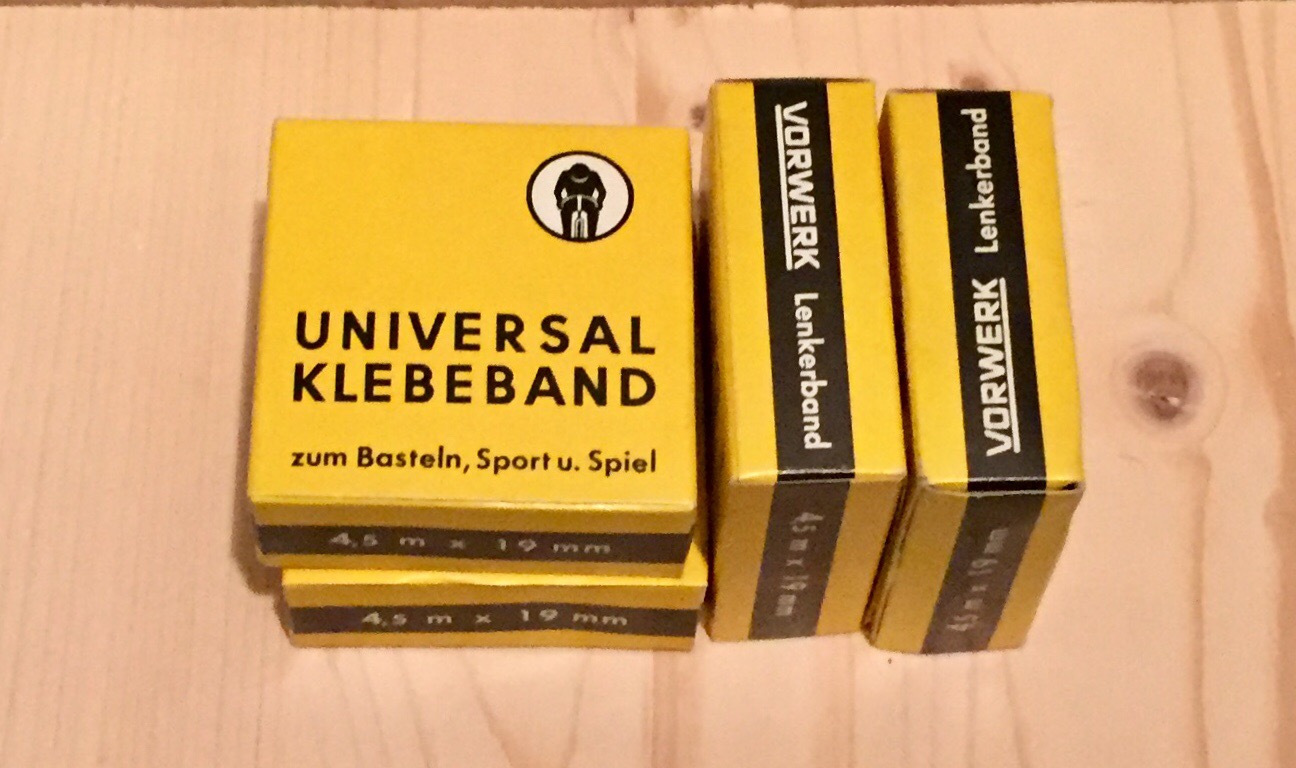 UNIVERSAL
KLEBEBAND
zum Basteln, Sport u. Spiel
4,5 m x 19 mm
4,5 m x 19 mm
VORWERK Lenkerband
4,5 m x 19 mm
VORWERK Lenkerband
4,5 m x 19 mm